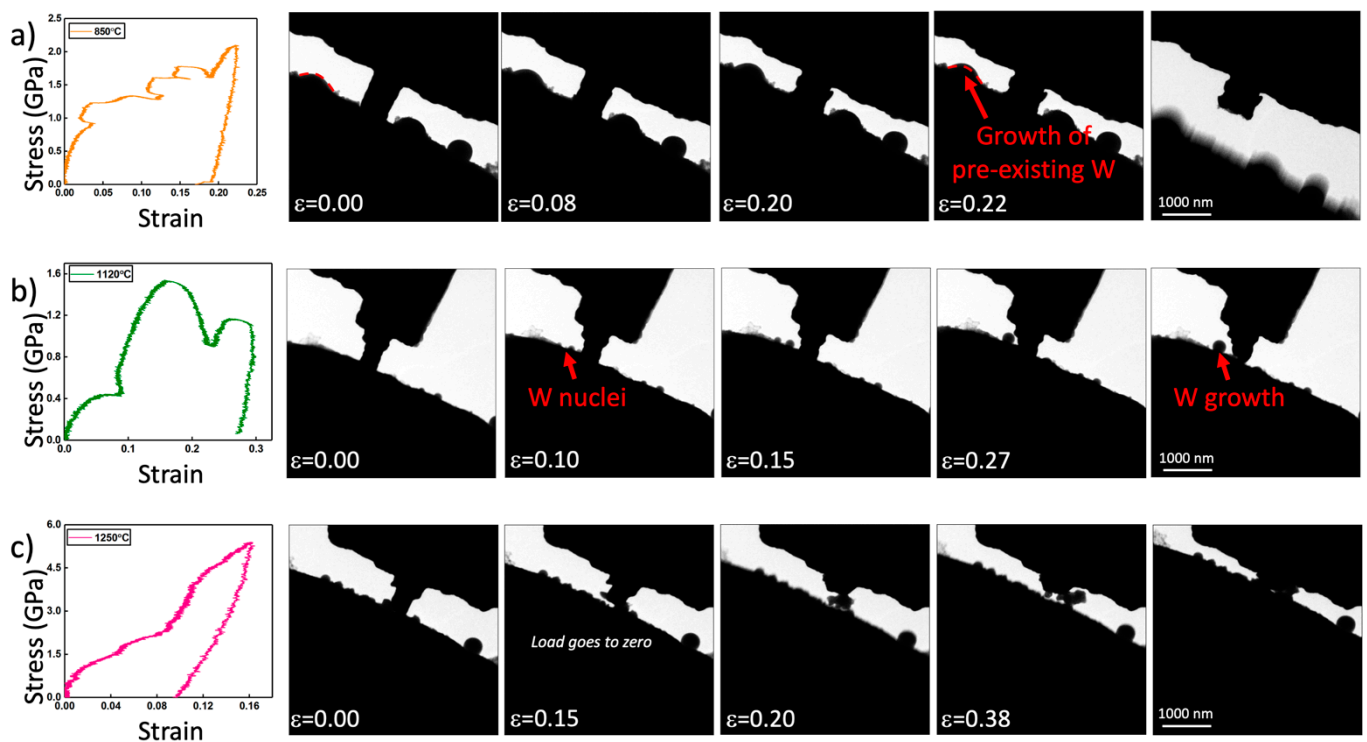 a)
850°C
Stress (GPa)
2.5
2.0
1.5
1.0
0.5
0.0
0.00 0.05 0.10 0.15 0.20 0.25
Strain
ε=0.00
ε=0.08
ε=0.20
Growth of
pre-existing W
ε=0.22
1000 nm
b)
1120°C
Stress (GPa)
1.6
1.2
0.8
0.4
0.0
0.0 0.1 0.2 0.3
Strain
ε=0.00
W nuclei
ε=0.10
ε=0.15
ε=0.27
W growth
1000 nm
c)
1250°C
Stress (GPa)
6.0
4.5
3.0
1.5
0.0
0.00 0.04 0.08 0.12 0.16
Strain
ε=0.00
Load goes to zero
ε=0.15
ε=0.20
ε=0.38
1000 nm